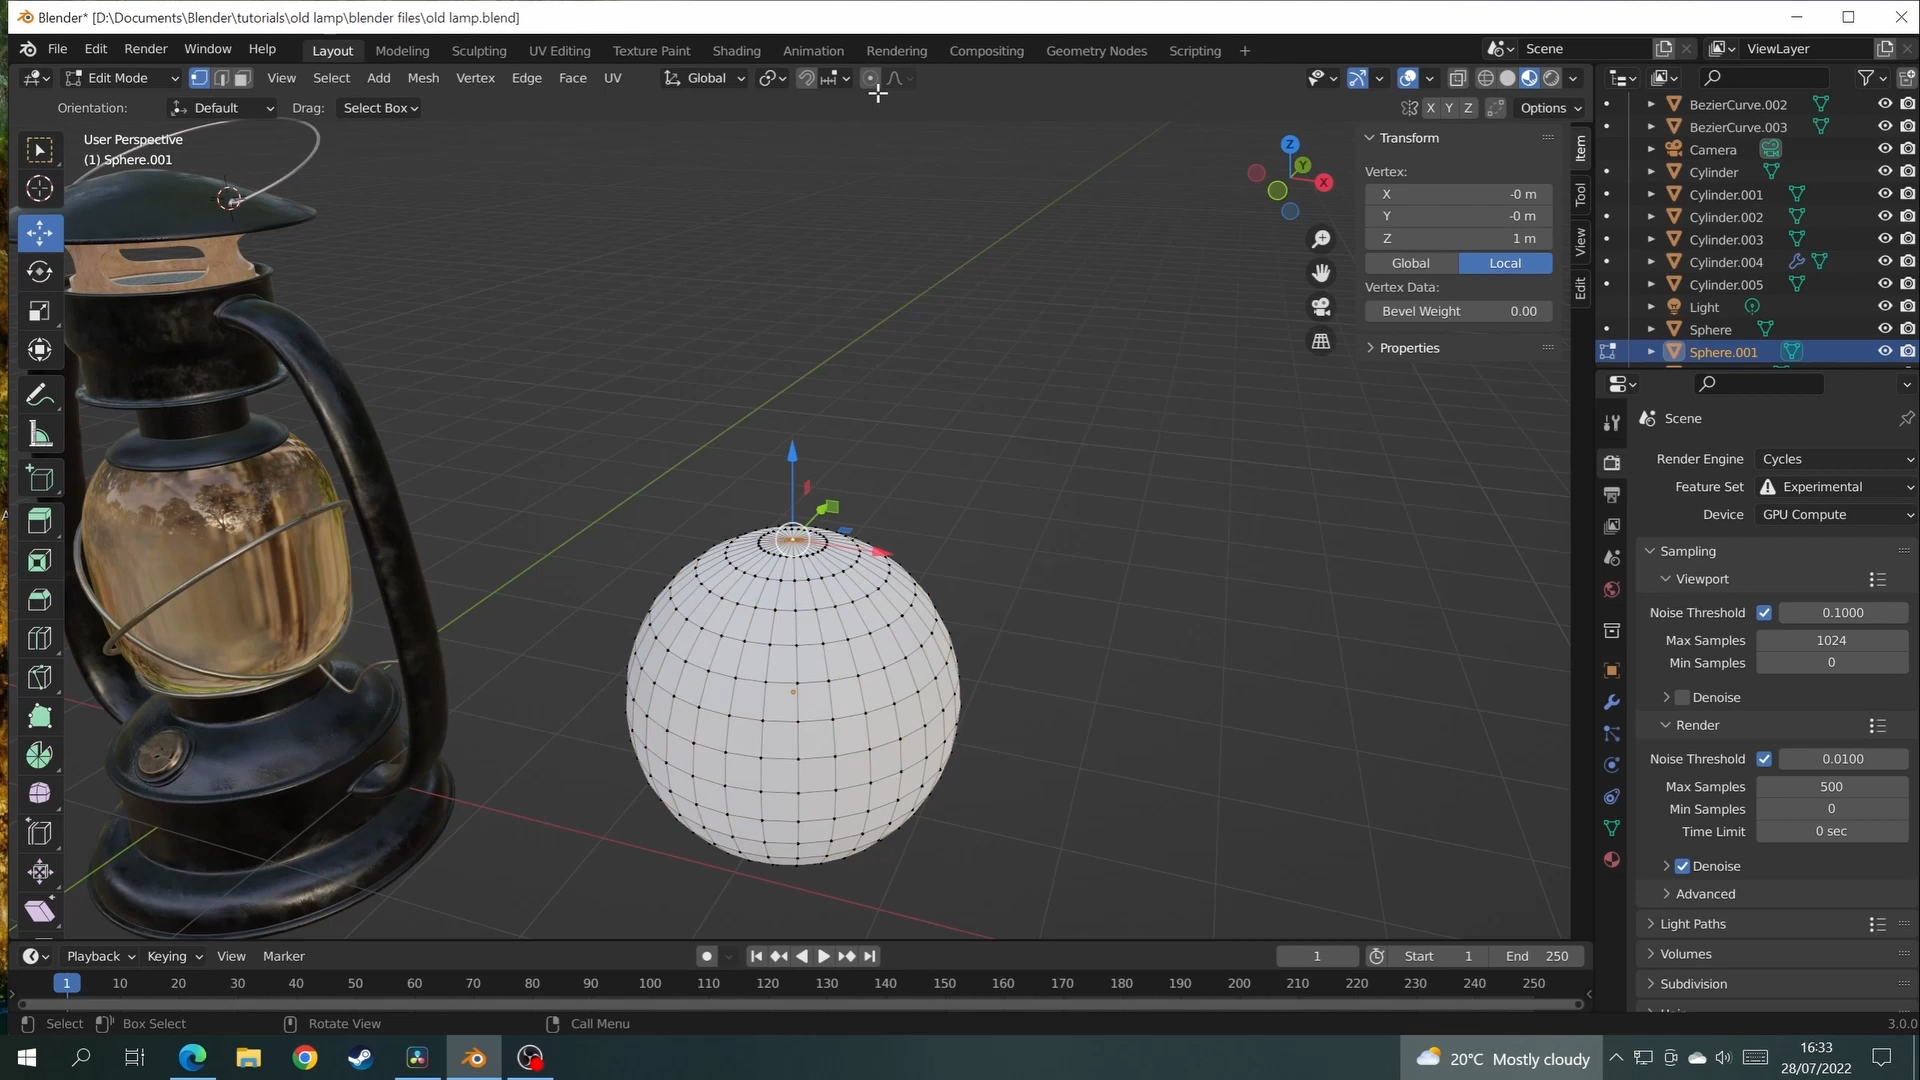 Blender* [D:\Documents\Blender\tutorials\old lamp\blender files\old lamp.blend]
File Edit Render Window Help Layout Modeling Sculpting UV Editing Texture Paint Shading Animation Rendering Compositing Geometry Nodes Scripting + Scene ViewLayer
Edit Mode View Select Add Mesh Vertex Edge Face UV Global
Orientation: Default Drag: Select Box X Y Z Options
User Perspective
(1) Sphere.001
Z
Y
X
Transform
Vertex:
X -0 m
Y -0 m
Z 1 m
Global Local
Vertex Data:
Bevel Weight 0.00
Properties
Item
Tool
View
Edit
BezierCurve.002
BezierCurve.003
Camera
Cylinder
Cylinder.001
Cylinder.002
Cylinder.003
Cylinder.004
Cylinder.005
Light
Sphere
Sphere.001
Scene
Render Engine Cycles
Feature Set Experimental
Device GPU Compute
Sampling
Viewport
Noise Threshold 0.1000
Max Samples 1024
Min Samples 0
Denoise
Render
Noise Threshold 0.0100
Max Samples 500
Min Samples 0
Time Limit 0 sec
Denoise
Advanced
Light Paths
Volumes
Subdivision
Playback Keying View Marker 1 Start 1 End 250
1 10 20 30 40 50 60 70 80 90 100 110 120 130 140 150 160 170 180 190 200 210 220 230 240 250
Select Box Select Rotate View Call Menu 3.0.0
20°C Mostly cloudy
16:33
28/07/2022